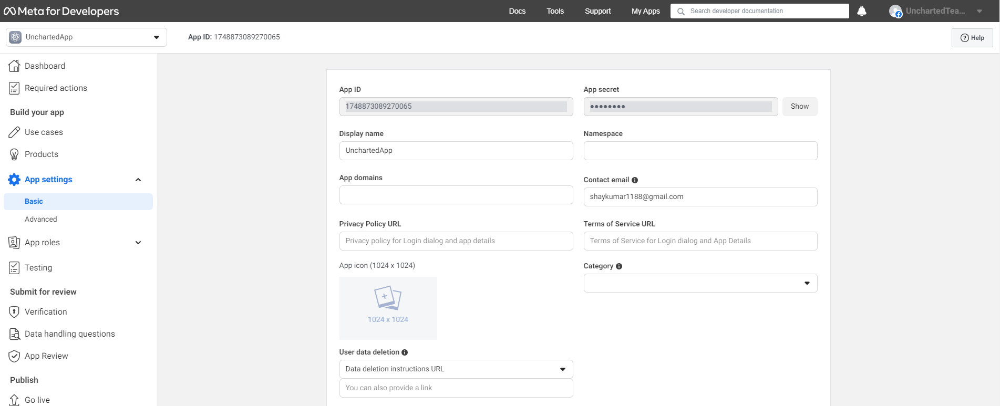 Meta for Developers
Docs
Tools
Support
My Apps
Search developer documentation
UnchartedTea...
UnchartedApp
App ID: 1748873089270065
Help
Dashboard
Required actions
Build your app
Use cases
Products
App settings
Basic
Advanced
App roles
Testing
Submit for review
Verification
Data handling questions
App Review
Publish
Go live
App ID
1748873089270065
App secret
●●●●●●●●
Show
Display name
UnchartedApp
Namespace
App domains
Contact email
shaykumar1188@gmail.com
Privacy Policy URL
Privacy policy for Login dialog and app details
Terms of Service URL
Terms of Service for Login dialog and App Details
App icon (1024 x 1024)
1024 x 1024
Category
User data deletion
Data deletion instructions URL
You can also provide a link